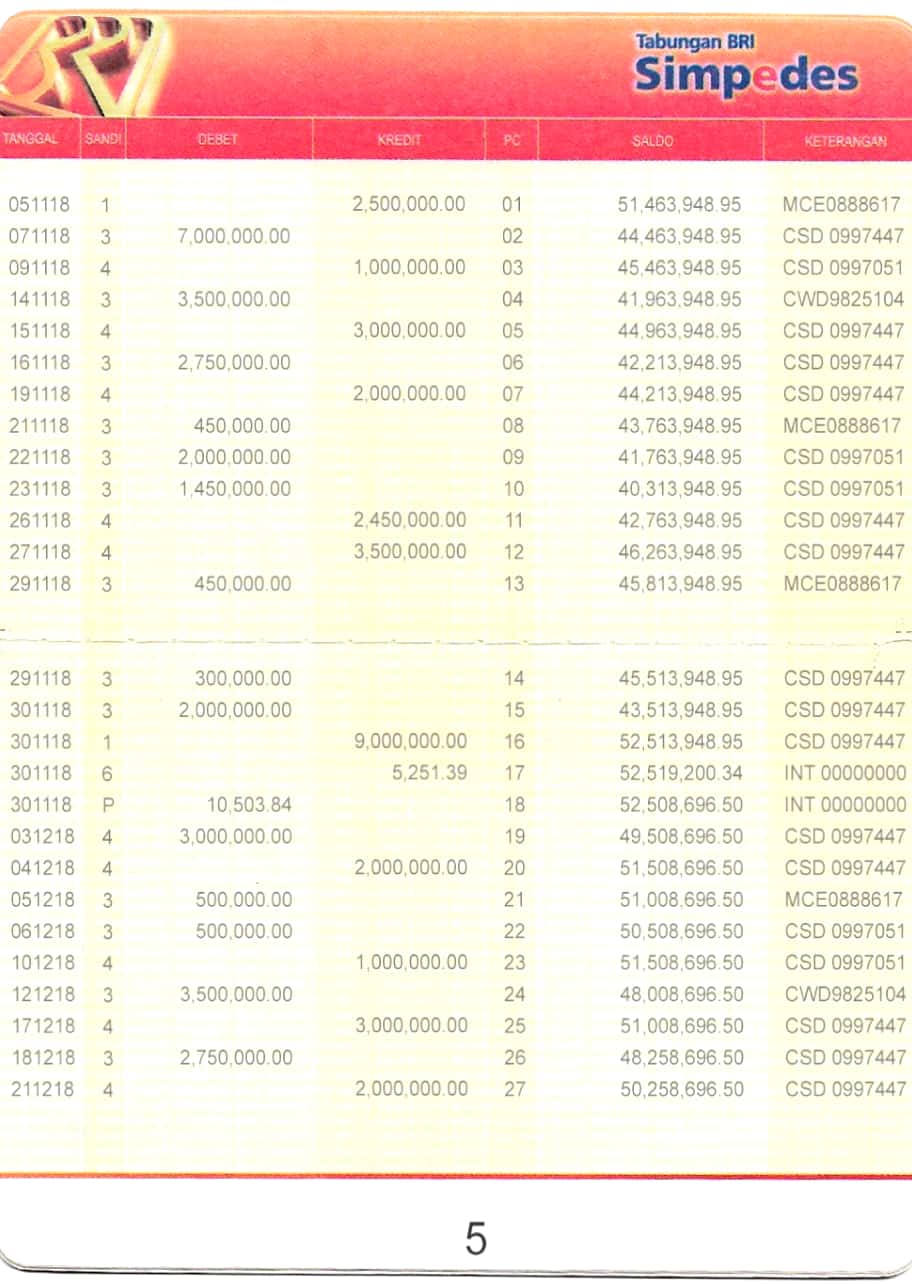 Tabungan BRI
Simpedes
TANGGAL SANDI DEBET KREDIT PC SALDO KETERANGAN
051118 1 2,500,000.00 01 51,463,948.95 MCE0888617
071118 3 7,000,000.00 02 44,463,948.95 CSD 0997447
091118 4 1,000,000.00 03 45,463,948.95 CSD 0997051
141118 3 3,500,000.00 04 41,963,948.95 CWD9825104
151118 4 3,000,000.00 05 44,963,948.95 CSD 0997447
161118 3 2,750,000.00 06 42,213,948.95 CSD 0997447
191118 4 2,000,000.00 07 44,213,948.95 CSD 0997447
211118 3 450,000.00 08 43,763,948.95 MCE0888617
221118 3 2,000,000.00 09 41,763,948.95 CSD 0997051
231118 3 1,450,000.00 10 40,313,948.95 CSD 0997051
261118 4 2,450,000.00 11 42,763,948.95 CSD 0997447
271118 4 3,500,000.00 12 46,263,948.95 CSD 0997447
291118 3 450,000.00 13 45,813,948.95 MCE0888617
291118 3 300,000.00 14 45,513,948.95 CSD 0997447
301118 3 2,000,000.00 15 43,513,948.95 CSD 0997447
301118 1 9,000,000.00 16 52,513,948.95 CSD 0997447
301118 6 5,251.39 17 52,519,200.34 INT 00000000
301118 P 10,503.84 18 52,508,696.50 INT 00000000
031218 4 3,000,000.00 19 49,508,696.50 CSD 0997447
041218 4 2,000,000.00 20 51,508,696.50 CSD 0997447
051218 3 500,000.00 21 51,008,696.50 MCE0888617
061218 3 500,000.00 22 50,508,696.50 CSD 0997051
101218 4 1,000,000.00 23 51,508,696.50 CSD 0997051
121218 3 3,500,000.00 24 48,008,696.50 CWD9825104
171218 4 3,000,000.00 25 51,008,696.50 CSD 0997447
181218 3 2,750,000.00 26 48,258,696.50 CSD 0997447
211218 4 2,000,000.00 27 50,258,696.50 CSD 0997447
5